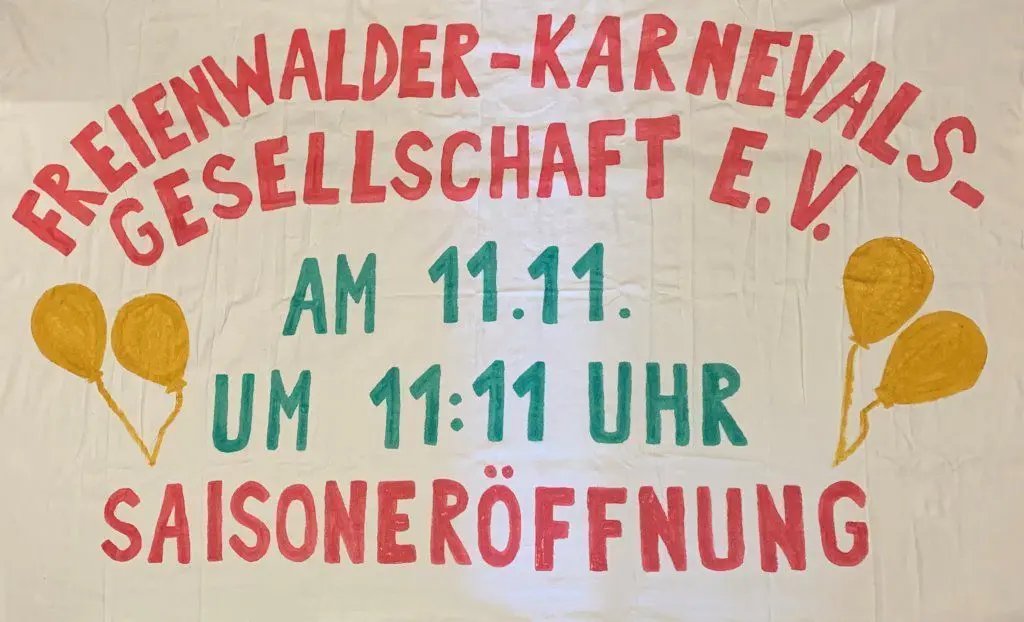 FREIENWALDER-KARNEVALS-
GESELLSCHAFT E.V.
AM 11.11.
UM 11:11 UHR
SAISONERÖFFNUNG